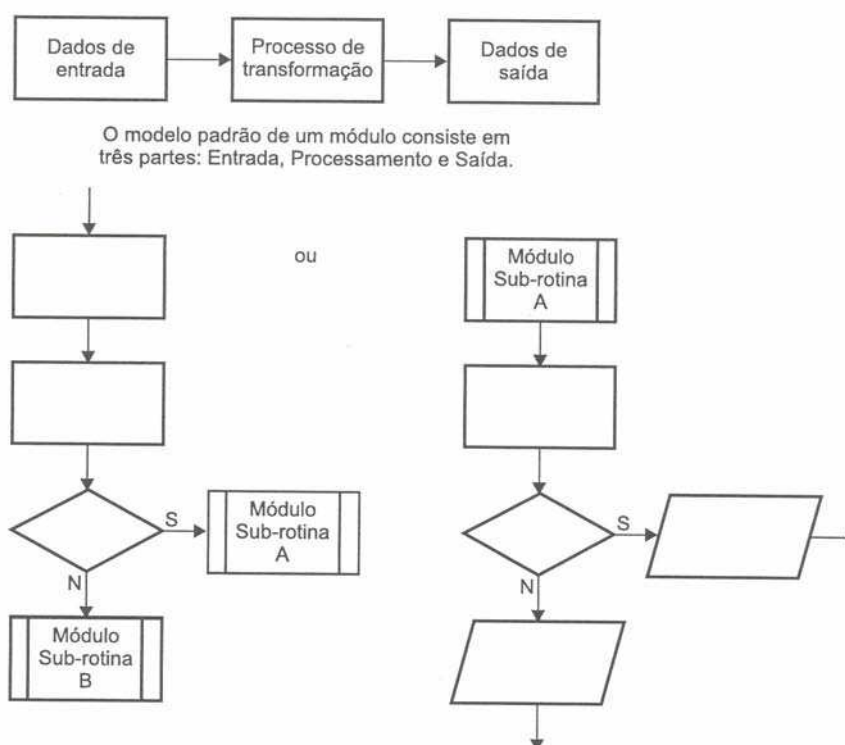 Dados de
entrada
Processo de
transformação
Dados de
saída
O modelo padrão de um módulo consiste em
três partes: Entrada, Processamento e Saída.
ou
Módulo
Sub-rotina
A
S
Módulo
Sub-rotina
A
N
Módulo
Sub-rotina
B
S
N